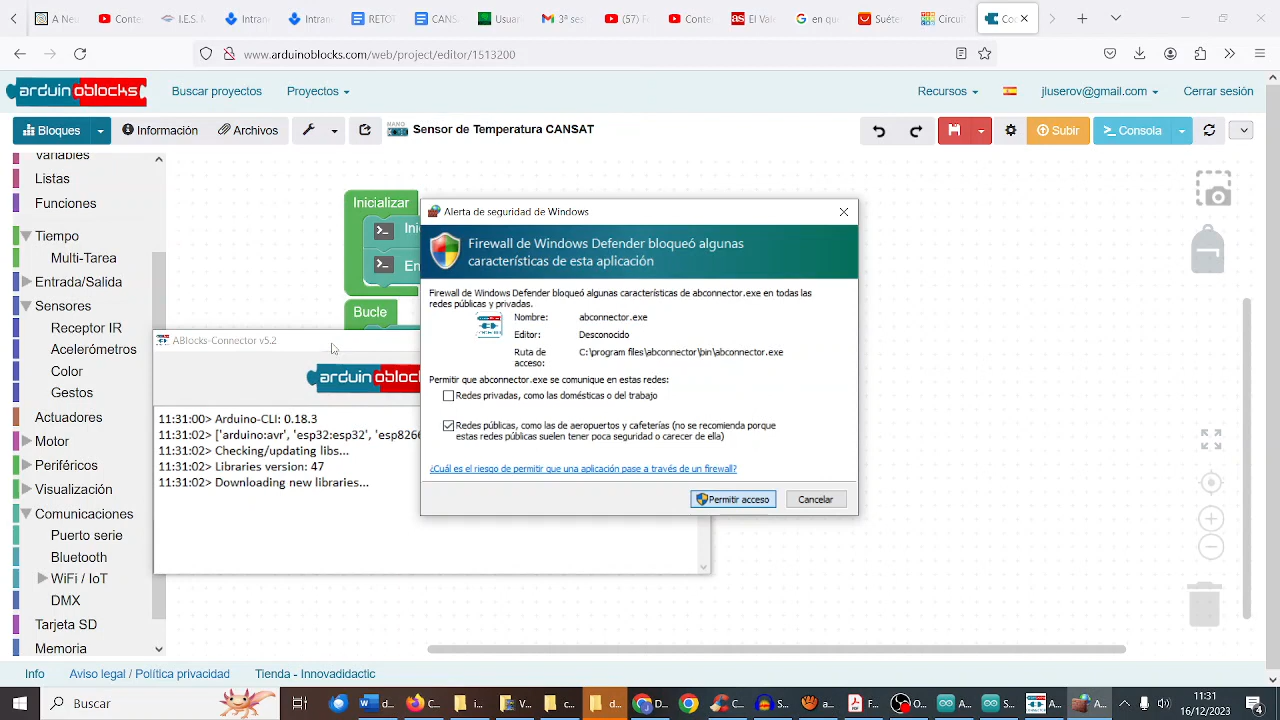 NES
I.E.S.
Conte
Intran
Intran
RETO
CANS
Usuar
3ª se
(57) F
Conte
El Val
en qu
Suéte
Circui
Coc
www.arduinoblocks.com/web/project/editor/1513200
arduinoblocks
Buscar proyectos
Proyectos
Recursos
jluserov@gmail.com
Cerrar sesión
Bloques
Información
Archivos
NANO
Sensor de Temperatura CANSAT
Subir
Consola
Variables
Listas
Funciones
Tiempo
Multi-Tarea
Entrada/Salida
Sensores
Receptor IR
Acelerómetros
Color
Gestos
Actuadores
Motor
Periféricos
Visualización
Comunicaciones
Puerto serie
Bluetooth
WiFi / IoT
DMX
Tarjeta SD
Memoria
Inicializar
Ini
En
Bucle
ABlocks-Connector v5.2
arduinoblocks
11:31:00> Arduino-CLI: 0.18.3
11:31:02> ['arduino:avr', 'esp32:esp32', 'esp826
11:31:02> Checking/updating libs...
11:31:02> Libraries version: 47
11:31:02> Downloading new libraries...
Alerta de seguridad de Windows
Firewall de Windows Defender bloqueó algunas
características de esta aplicación
Firewall de Windows Defender bloqueó algunas características de abconnector.exe en todas las
redes públicas y privadas.
Nombre: abconnector.exe
Editor: Desconocido
Ruta de
acceso: C:\program files\abconnector\bin\abconnector.exe
Permitir que abconnector.exe se comunique en estas redes:
Redes privadas, como las domésticas o del trabajo
Redes públicas, como las de aeropuertos y cafeterías (no se recomienda porque
estas redes públicas suelen tener poca seguridad o carecer de ella)
¿Cuál es el riesgo de permitir que una aplicación pase a través de un firewall?
Permitir acceso
Cancelar
Info
Aviso legal / Política privacidad
Tienda - Innovadidactic
Buscar
11:31
16/12/2023